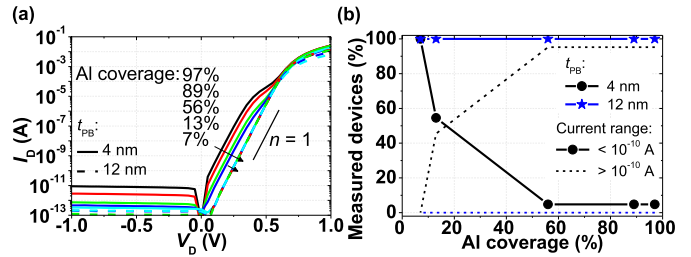 (a)
10^-1
10^-3
10^-5
10^-7
10^-9
10^-11
10^-13
I_D (A)
Al coverage: 97%
89%
56%
13%
7%
t_PB:
4 nm
12 nm
n = 1
-1.0 -0.5 0.0 0.5 1.0
V_D (V)
(b)
100
80
60
40
20
0
Measured devices (%)
t_PB:
4 nm
12 nm
Current range:
< 10^-10 A
> 10^-10 A
0 20 40 60 80 100
Al coverage (%)